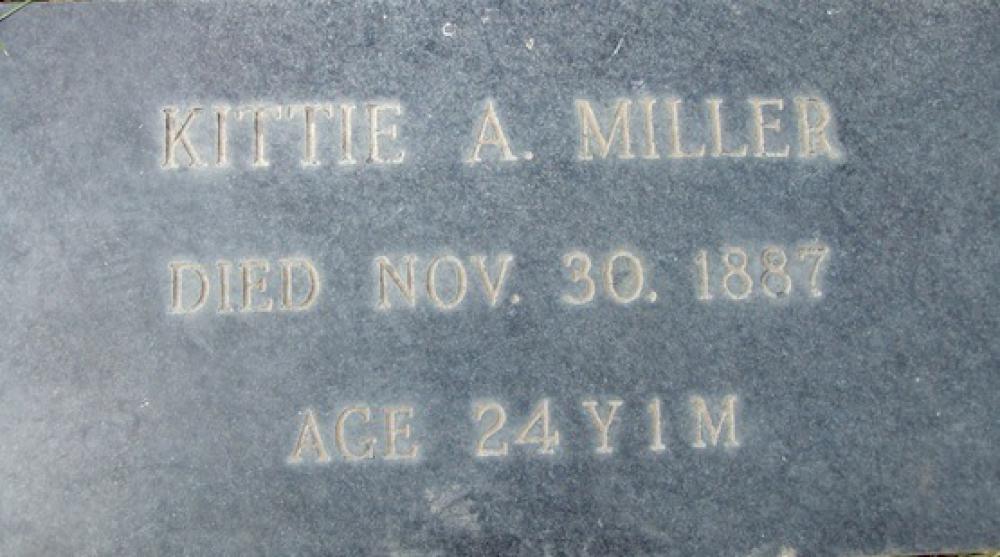 KITTIE A. MILLER
DIED NOV. 30. 1887
AGE 24 Y 1 M